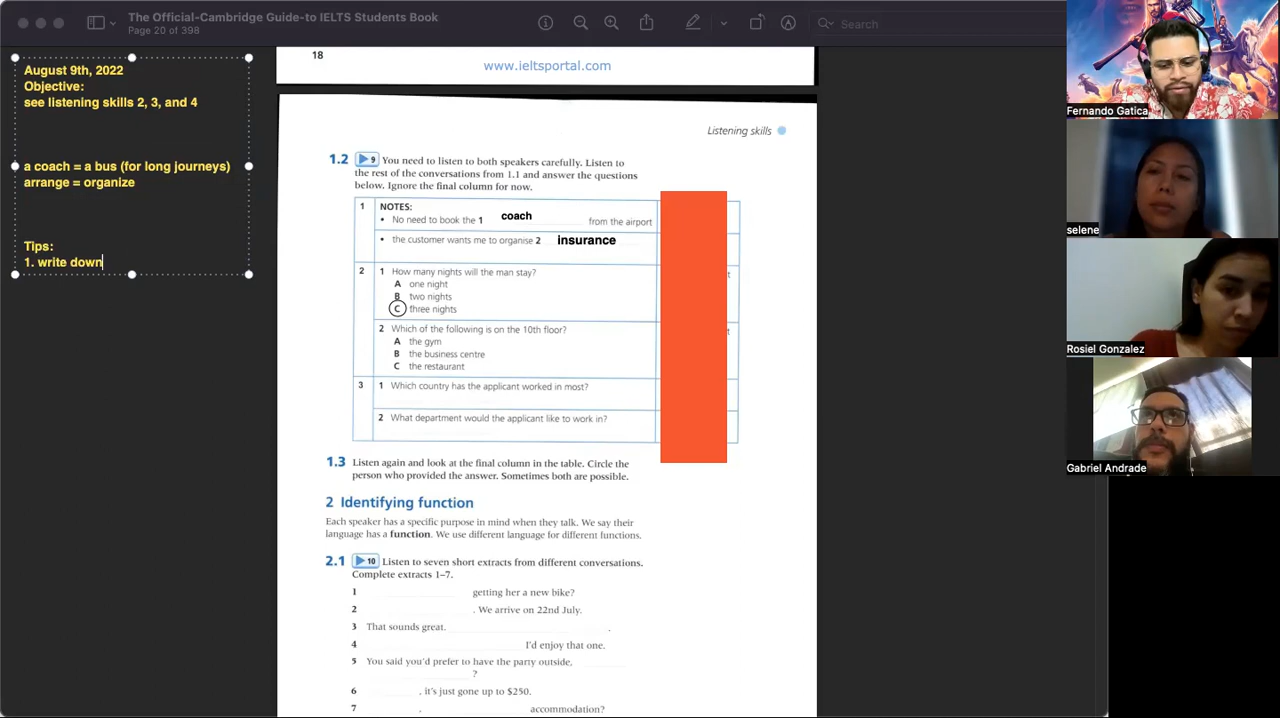 The Official-Cambridge Guide-to IELTS Students Book
Page 20 of 398
Search
August 9th, 2022
Objective:
see listening skills 2, 3, and 4
a coach = a bus (for long journeys)
arrange = organize
Tips:
1. write down
18
www.ieltsportal.com
Listening skills
1.2 9 You need to listen to both speakers carefully. Listen to
the rest of the conversations from 1.1 and answer the questions
below. Ignore the final column for now.
1 NOTES:
• No need to book the 1 coach from the airport
• the customer wants me to organise 2 insurance
2 1 How many nights will the man stay?
A one night
B two nights
C three nights
2 Which of the following is on the 10th floor?
A the gym
B the business centre
C the restaurant
3 1 Which country has the applicant worked in most?
2 What department would the applicant like to work in?
1.3 Listen again and look at the final column in the table. Circle the
person who provided the answer. Sometimes both are possible.
2 Identifying function
Each speaker has a specific purpose in mind when they talk. We say their
language has a function. We use different language for different functions.
2.1 10 Listen to seven short extracts from different conversations.
Complete extracts 1–7.
1 getting her a new bike?
2 . We arrive on 22nd July.
3 That sounds great. .
4 I'd enjoy that one.
5 You said you'd prefer to have the party outside,
?
6 , it's just gone up to $250.
7 . accommodation?
Fernando Gatica
selene
Rosiel Gonzalez
Gabriel Andrade